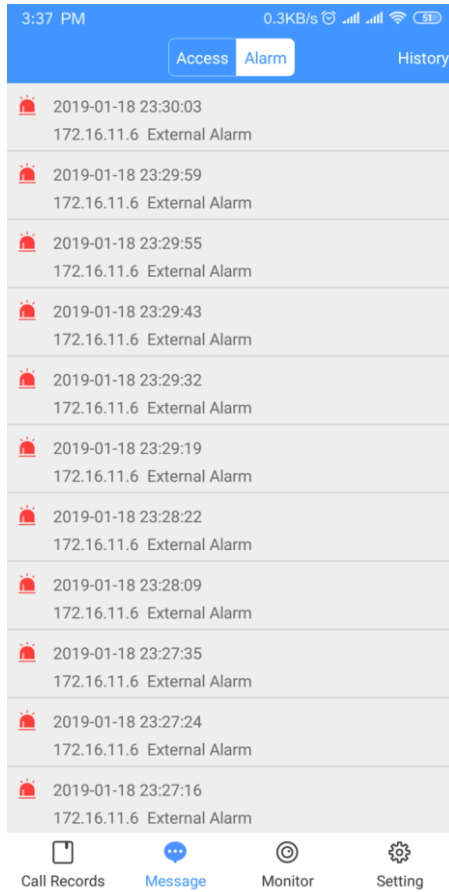 3:37 PM 0.3KB/s 51
Access Alarm History
2019-01-18 23:30:03
172.16.11.6 External Alarm
2019-01-18 23:29:59
172.16.11.6 External Alarm
2019-01-18 23:29:55
172.16.11.6 External Alarm
2019-01-18 23:29:43
172.16.11.6 External Alarm
2019-01-18 23:29:32
172.16.11.6 External Alarm
2019-01-18 23:29:19
172.16.11.6 External Alarm
2019-01-18 23:28:22
172.16.11.6 External Alarm
2019-01-18 23:28:09
172.16.11.6 External Alarm
2019-01-18 23:27:35
172.16.11.6 External Alarm
2019-01-18 23:27:24
172.16.11.6 External Alarm
2019-01-18 23:27:16
172.16.11.6 External Alarm
Call Records Message Monitor Setting